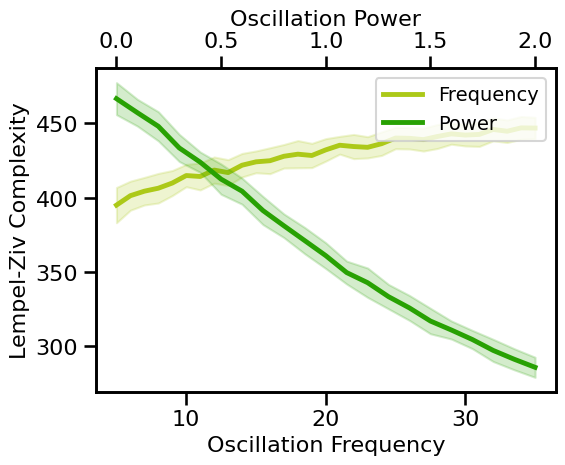 Oscillation Power
0.0 0.5 1.0 1.5 2.0
Frequency
Power
Lempel-Ziv Complexity
450
400
350
300
10 20 30
Oscillation Frequency